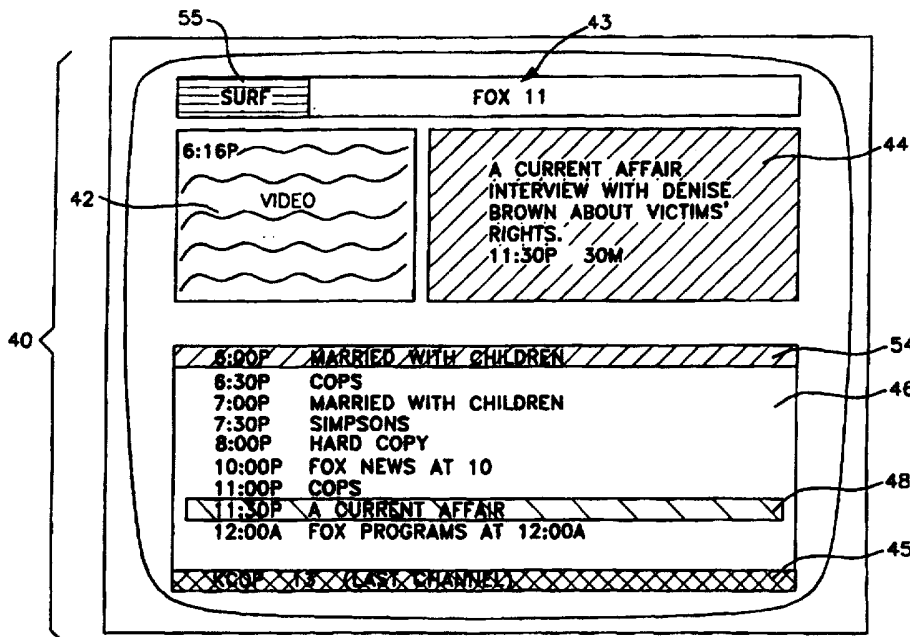 55
43
SURF FOX 11
44
6:16P
42
VIDEO
A CURRENT AFFAIR
INTERVIEW WITH DENISE
BROWN ABOUT VICTIMS'
RIGHTS.
11:30P 30M
40
6:00P MARRIED WITH CHILDREN
54
6:30P COPS
46
7:00P MARRIED WITH CHILDREN
7:30P SIMPSONS
8:00P HARD COPY
10:00P FOX NEWS AT 10
11:00P COPS
11:30P A CURRENT AFFAIR
48
12:00A FOX PROGRAMS AT 12:00A
45
KCOP 13 (LAST CHANNEL)